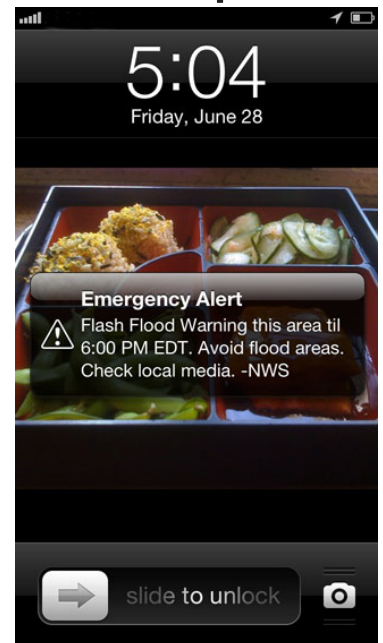 5:04
Friday, June 28
Emergency Alert
Flash Flood Warning this area til
6:00 PM EDT. Avoid flood areas.
Check local media. -NWS
slide to unlock